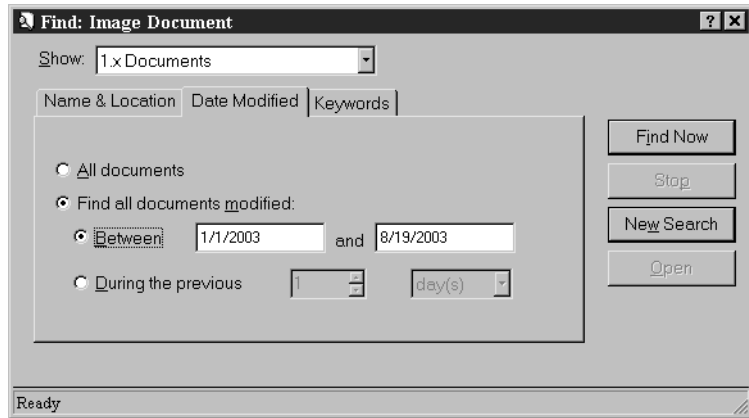 Find: Image Document
Show: 1.x Documents
Name & Location Date Modified Keywords
All documents
Find all documents modified:
Between 1/1/2003 and 8/19/2003
During the previous 1 day(s)
Find Now
Stop
New Search
Open
Ready